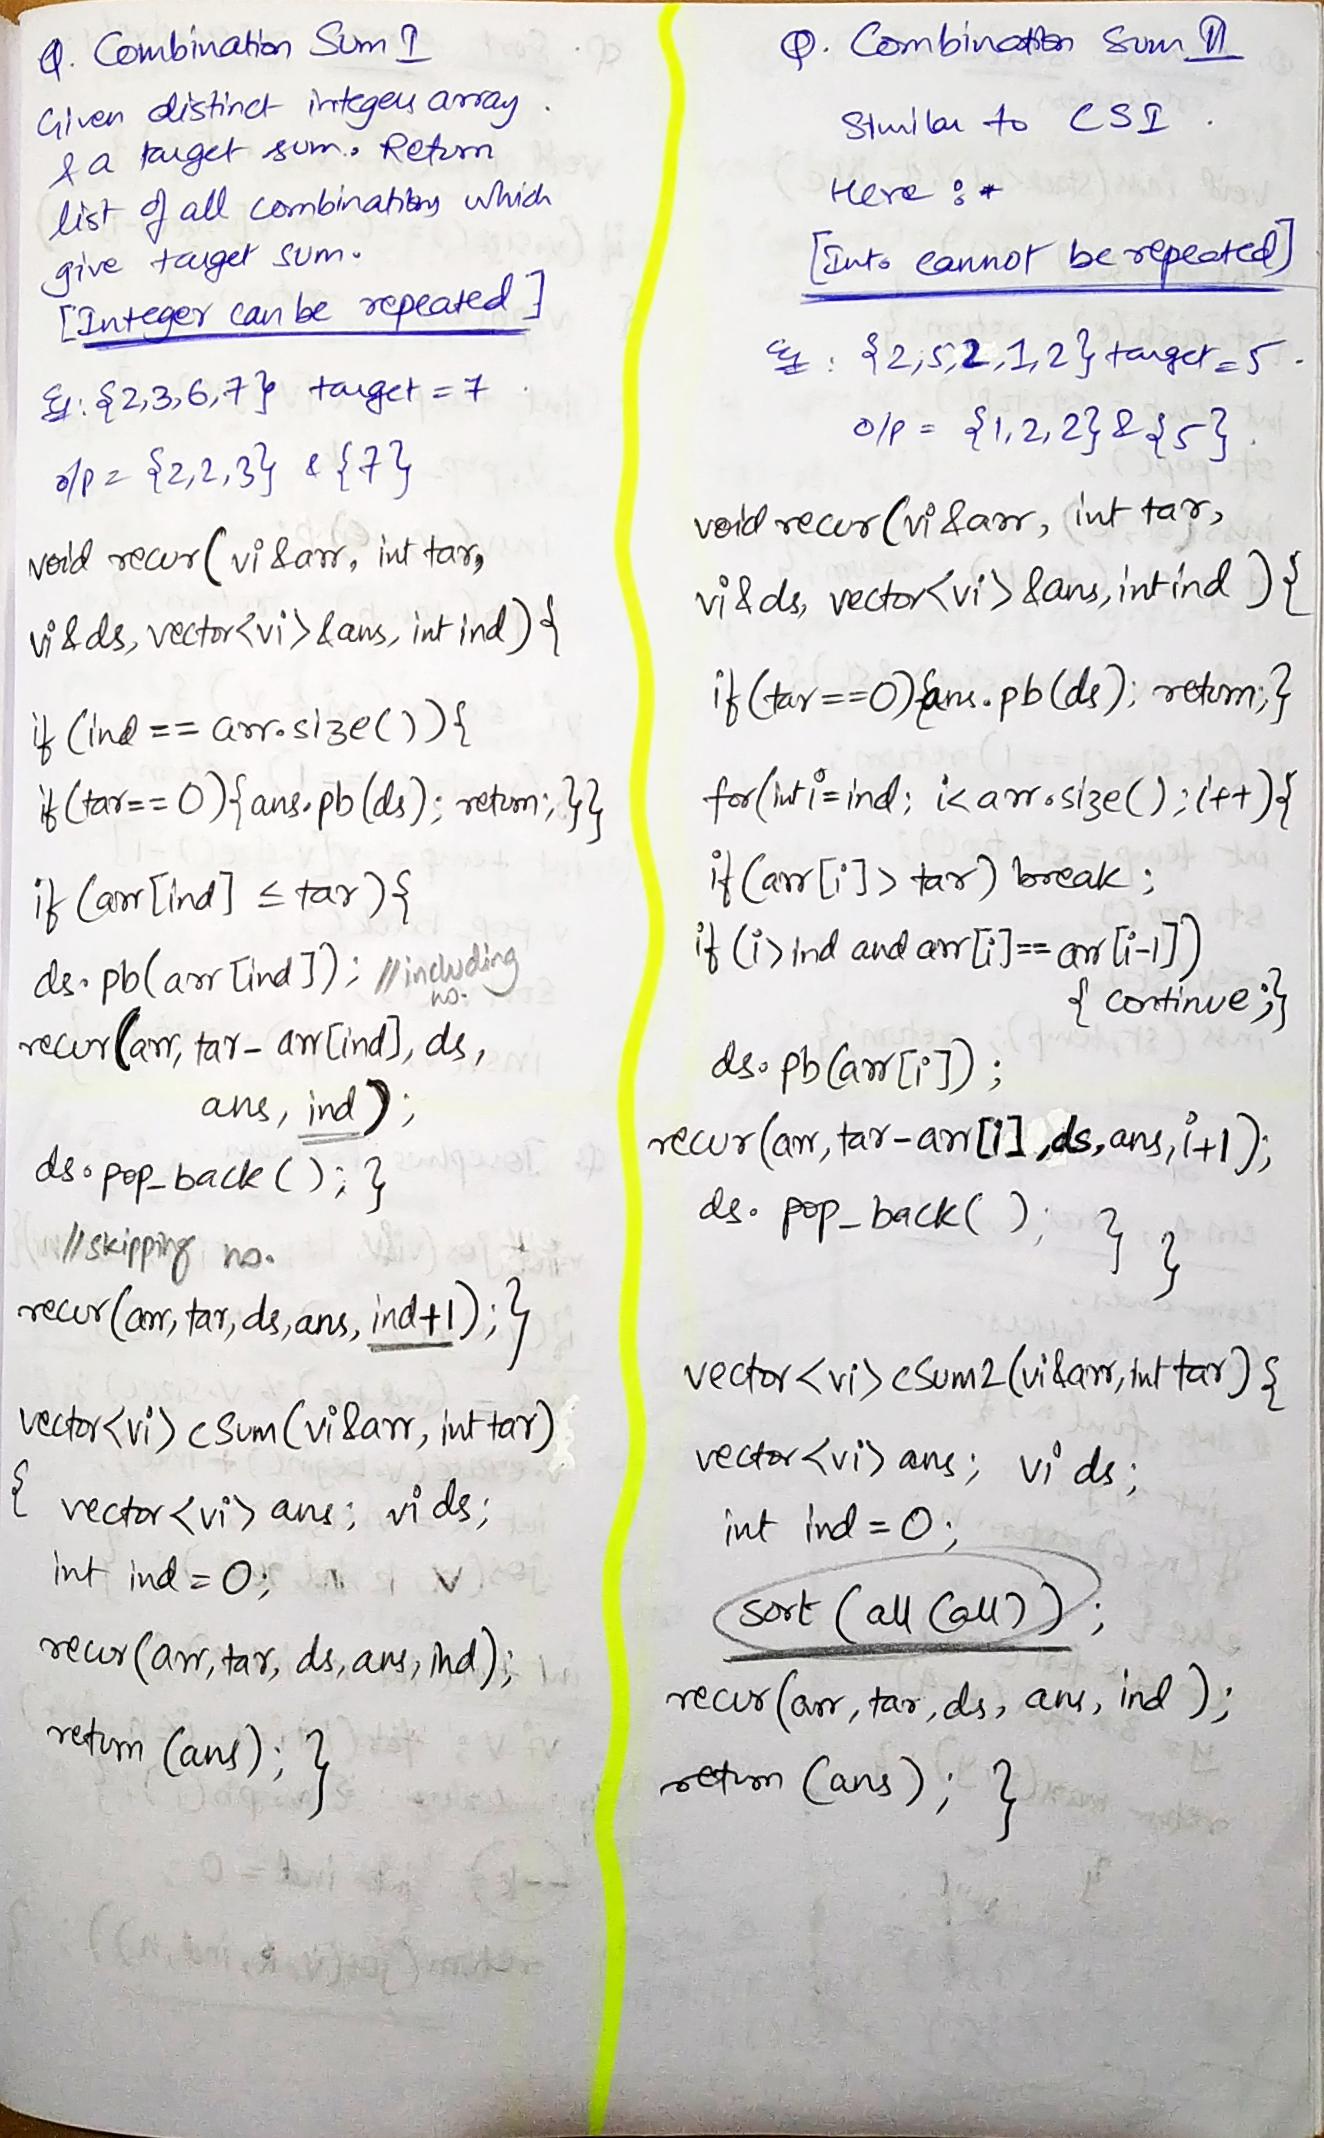 Q. Combination Sum I
Given distinct integers array.
& a target sum. Return
list of all combinations which
give target sum.
[Integer can be repeated]
Eg: {2,3,6,7} target = 7
o/p = {2,2,3} & {7}
void recur(vi &arr, int tar,
vi & ds, vector<vi> &ans, int ind) {
if (ind == arr.size()) {
if (tar == 0) {ans.pb(ds); return;}}
if (arr[ind] ≤ tar) {
ds.pb(arr[ind]); //including
no.
recur(arr, tar - arr[ind], ds,
ans, ind);
ds.pop_back(); }
//skipping no.
recur(arr, tar, ds, ans, ind+1); }
vector<vi> cSum(vi &arr, int tar)
{ vector<vi> ans; vi ds;
int ind = 0;
recur(arr, tar, ds, ans, ind);
return (ans); }
Q. Combination Sum II
Similar to CSI.
Here : *
[Int. cannot be repeated]
Eg: {2,5,2,1,2} target = 5.
o/p = {1,2,2} & {5}.
void recur(vi &arr, int tar,
vi & ds, vector<vi> &ans, int ind) {
if (tar == 0) {ans.pb(ds); return;}
for(int i = ind; i < arr.size(); i++) {
if (arr[i] > tar) break;
if (i > ind and arr[i] == arr[i-1])
{ continue;}
ds.pb(arr[i]);
recur(arr, tar - arr[i], ds, ans, i+1);
ds.pop_back(); } }
vector<vi> cSum2(vi &arr, int tar) {
vector<vi> ans; vi ds;
int ind = 0;
sort (all (all));
recur(arr, tar, ds, ans, ind);
return (ans); }